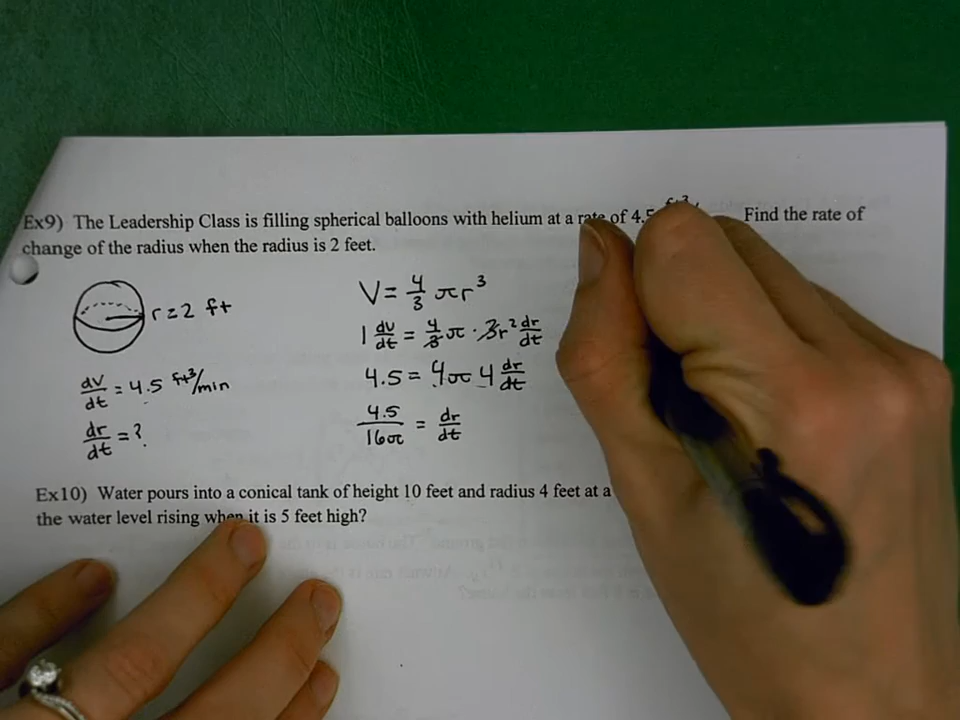 Ex9) The Leadership Class is filling spherical balloons with helium at a rate of 4.5 Find the rate of
change of the radius when the radius is 2 feet.
r = 2 ft
V = 4/3 πr³
1 dv/dt = 4/3 π · 3r² dr/dt
dV/dt = 4.5 ft³/min
4.5 = 4π 4 dr/dt
dr/dt = ?
4.5/16π = dr/dt
Ex10) Water pours into a conical tank of height 10 feet and radius 4 feet at a
the water level rising when it is 5 feet high?